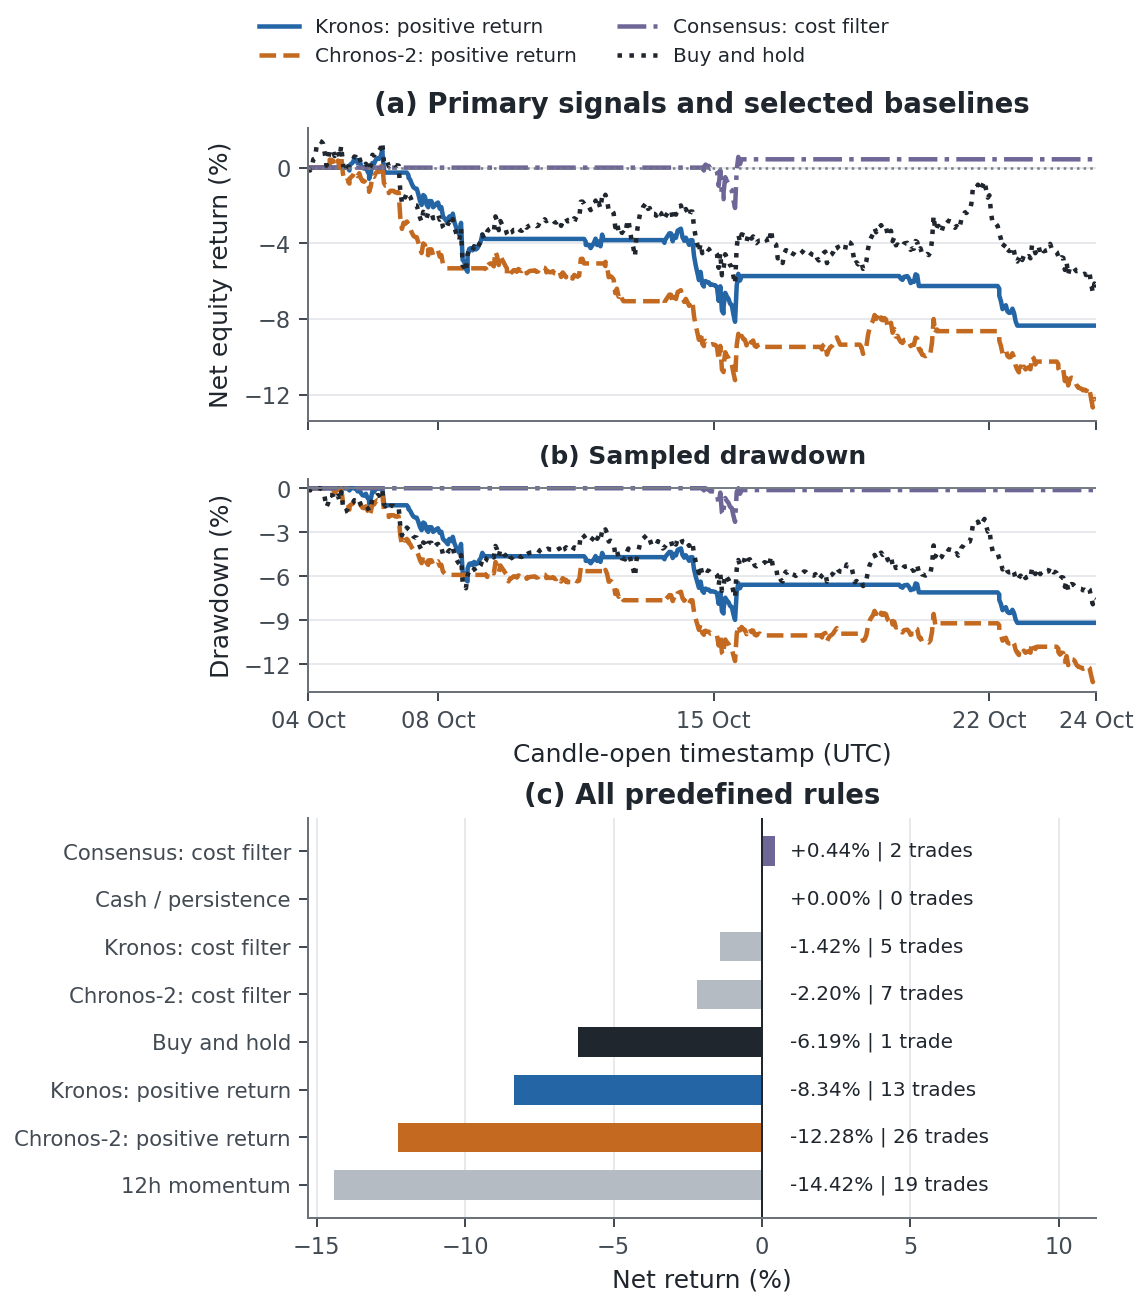 Kronos: positive return
Chronos-2: positive return
Consensus: cost filter
Buy and hold
(a) Primary signals and selected baselines
Net equity return (%)
0
−4
−8
−12
(b) Sampled drawdown
Drawdown (%)
0
−3
−6
−9
−12
04 Oct 08 Oct 15 Oct 22 Oct 24 Oct
Candle-open timestamp (UTC)
(c) All predefined rules
Consensus: cost filter +0.44% | 2 trades
Cash / persistence +0.00% | 0 trades
Kronos: cost filter -1.42% | 5 trades
Chronos-2: cost filter -2.20% | 7 trades
Buy and hold -6.19% | 1 trade
Kronos: positive return -8.34% | 13 trades
Chronos-2: positive return -12.28% | 26 trades
12h momentum -14.42% | 19 trades
−15 −10 −5 0 5 10
Net return (%)